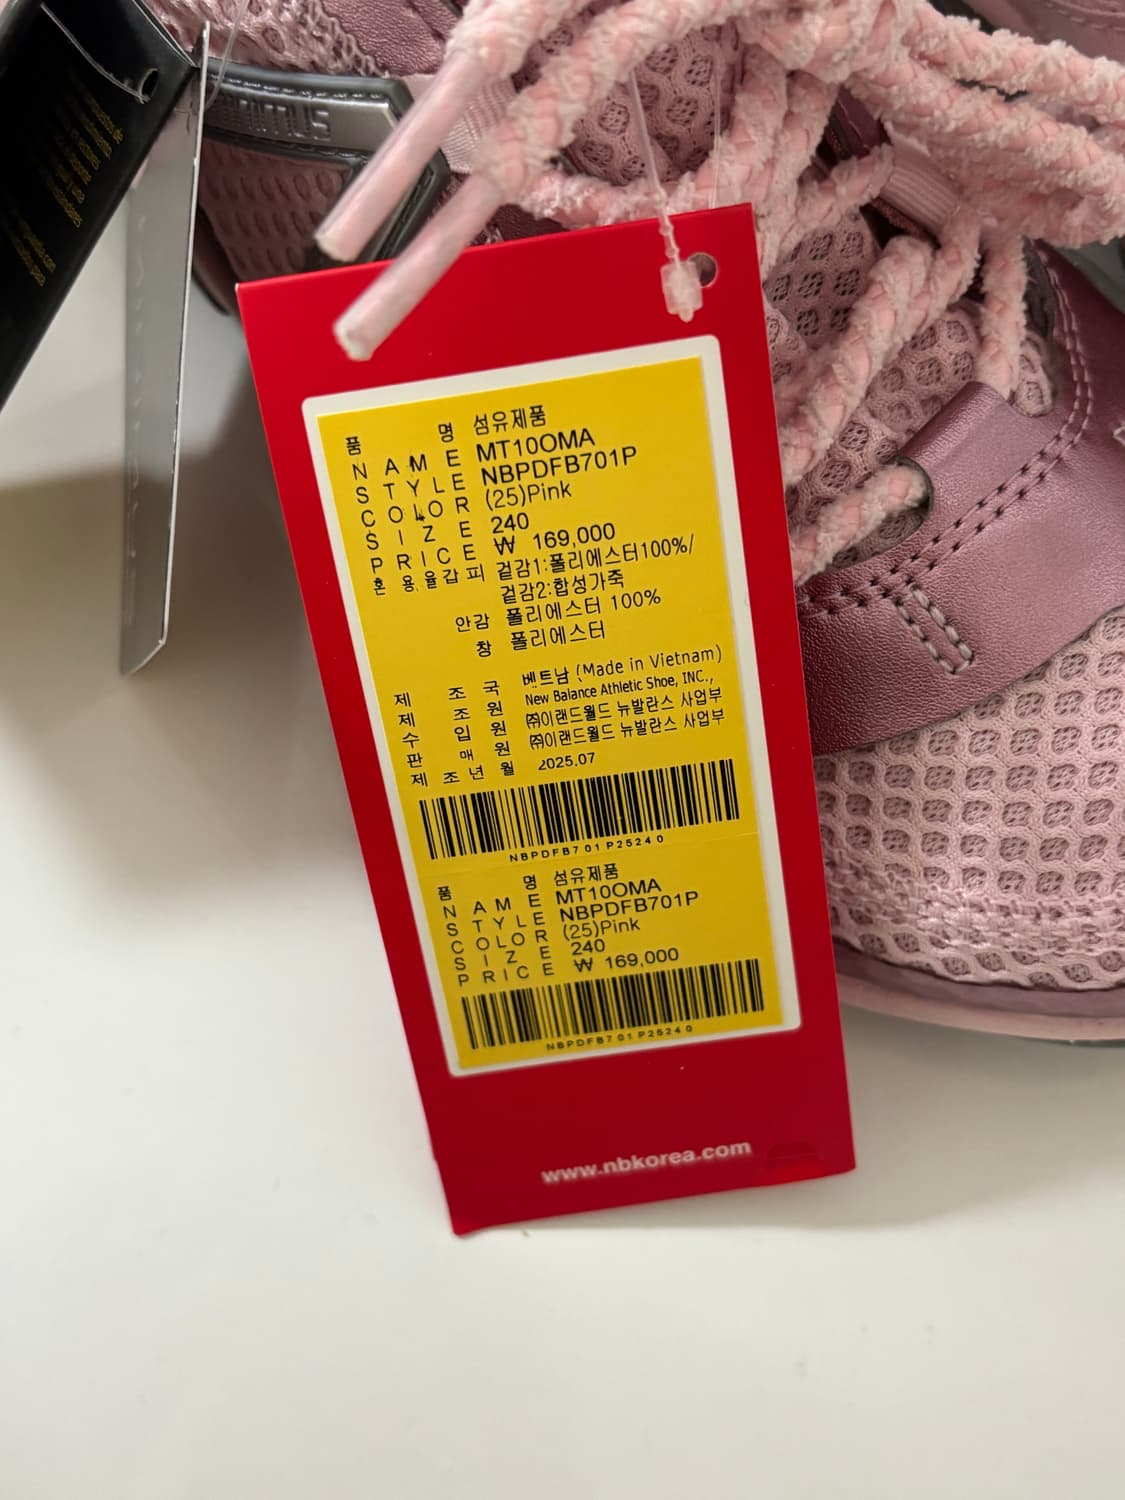 품 명 섬유제품
NAME MT10OMA
STYLE NBPDFB701P
COLOR (25)Pink
SIZE 240
PRICE ₩ 169,000
혼용율갑피 겉감1:폴리에스터100%/
겉감2:합성가죽
안감 폴리에스터 100%
창 폴리에스터
제 조 국 베트남 (Made in Vietnam)
제 조 원 New Balance Athletic Shoe, INC.,
수 입 원 ㈜이랜드월드 뉴발란스 사업부
판 매 원 ㈜이랜드월드 뉴발란스 사업부
제 조 년 월 2025.07
NBPDFB701P25240
품 명 섬유제품
NAME MT10OMA
STYLE NBPDFB701P
COLOR (25)Pink
SIZE 240
PRICE ₩ 169,000
NBPDFB701P25240
www.nbkorea.com